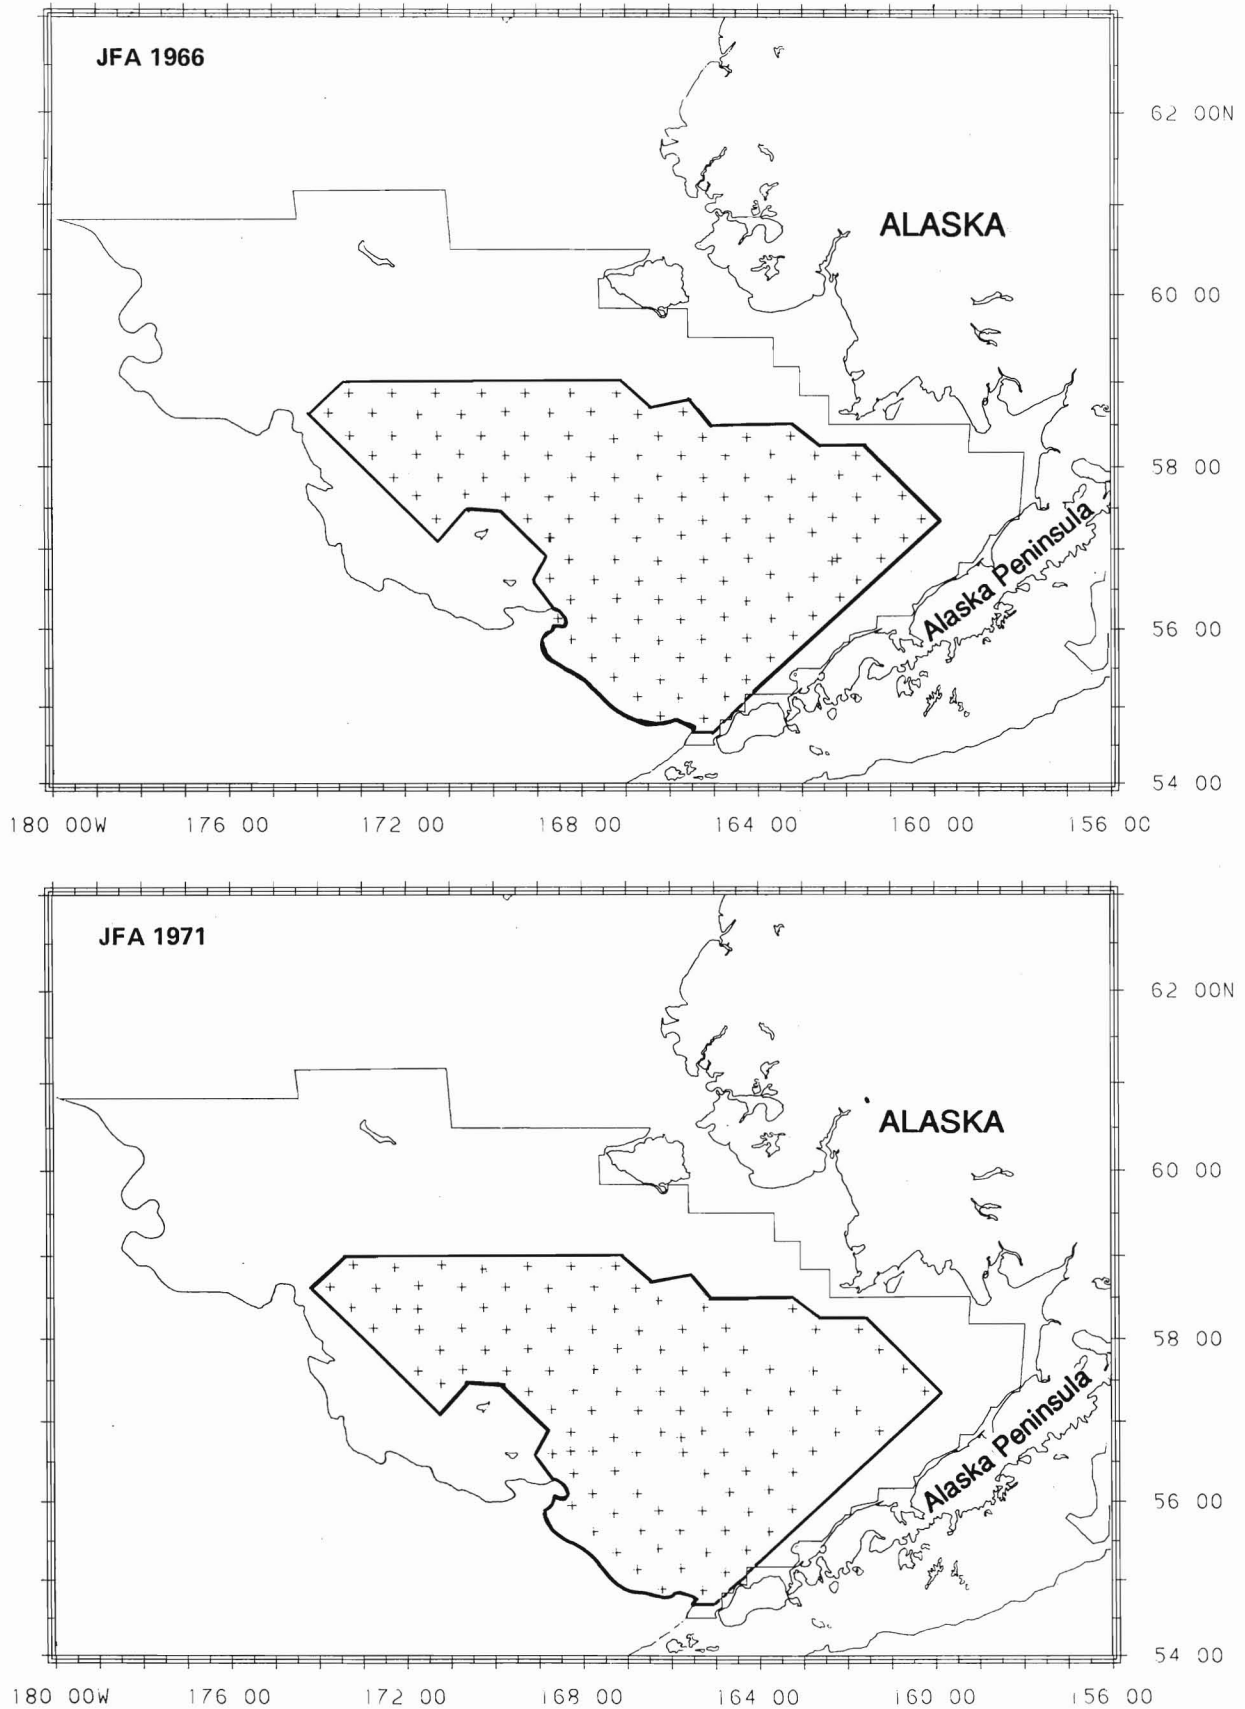 JFA 1966
62 00N
ALASKA
60 00
58 00
Alaska Peninsula
56 00
54 00
180 00W 176 00 172 00 168 00 164 00 160 00 156 00
JFA 1971
62 00N
ALASKA
60 00
58 00
Alaska Peninsula
56 00
54 00
180 00W 176 00 172 00 168 00 164 00 160 00 156 00